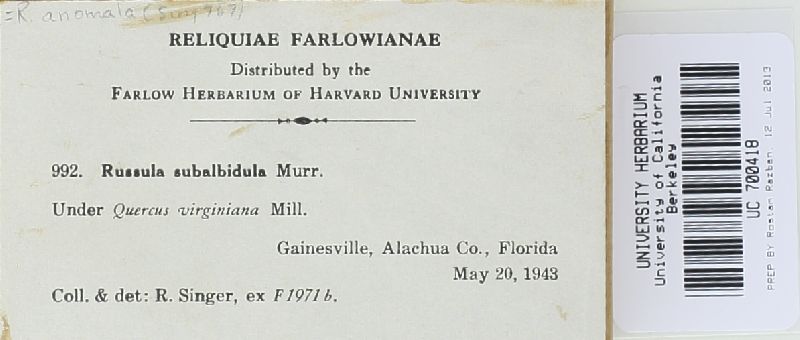 =R. anomala (Sing 767)
RELIQUIAE FARLOWIANAE
Distributed by the
FARLOW HERBARIUM OF HARVARD UNIVERSITY
992. Russula subalbidula Murr.
Under Quercus virginiana Mill.
Gainesville, Alachua Co., Florida
May 20, 1943
Coll. & det: R. Singer, ex F1971b.
UNIVERSITY HERBARIUM
University of California
Berkeley
UC 700418
PREP BY Rostam Razban, 12 Jul 2013